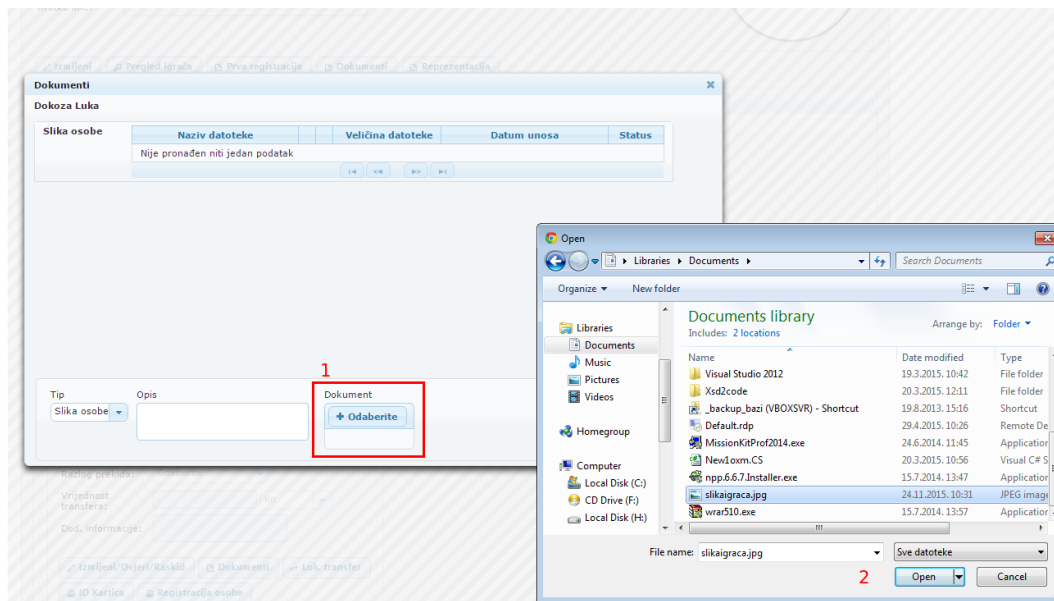 Izmijeni Pregled igrača Prva registracija Dokumenti Reprezentacija
Dokumenti
Dokoza Luka
Slika osobe
Naziv datoteke Veličina datoteke Datum unosa Status
Nije pronađen niti jedan podatak
1
Tip Opis Dokument
Slika osobe
+ Odaberite
Razlog prekida:
Vrijednost
transfera:
Dod. informacije:
Izmijeni/Ovjeri/Raskid Dokumenti Lok. transfer
ID Kartica Registracija osobe
Open
Libraries Documents
Search Documents
Organize New folder
Libraries
Documents
Music
Pictures
Videos
Homegroup
Computer
Local Disk (C:)
CD Drive (F:)
Local Disk (H:)
Documents library
Includes: 2 locations
Arrange by: Folder
Name Date modified Type
Visual Studio 2012 19.3.2015. 10:42 File folder
Xsd2code 20.3.2015. 12:11 File folder
_backup_bazi (VBOXSVR) - Shortcut 19.8.2013. 15:16 Shortcut
Default.rdp 29.4.2015. 10:26 Remote De
MissionKitProf2014.exe 24.6.2014. 11:45 Application
New1oxm.CS 20.3.2015. 10:56 Visual C# S
npp.6.6.7.Installer.exe 15.7.2014. 13:47 Application
slikaigraca.jpg 24.11.2015. 10:31 JPEG image
wrar510.exe 15.7.2014. 13:57 Application
File name: slikaigraca.jpg Sve datoteke
2
Open Cancel